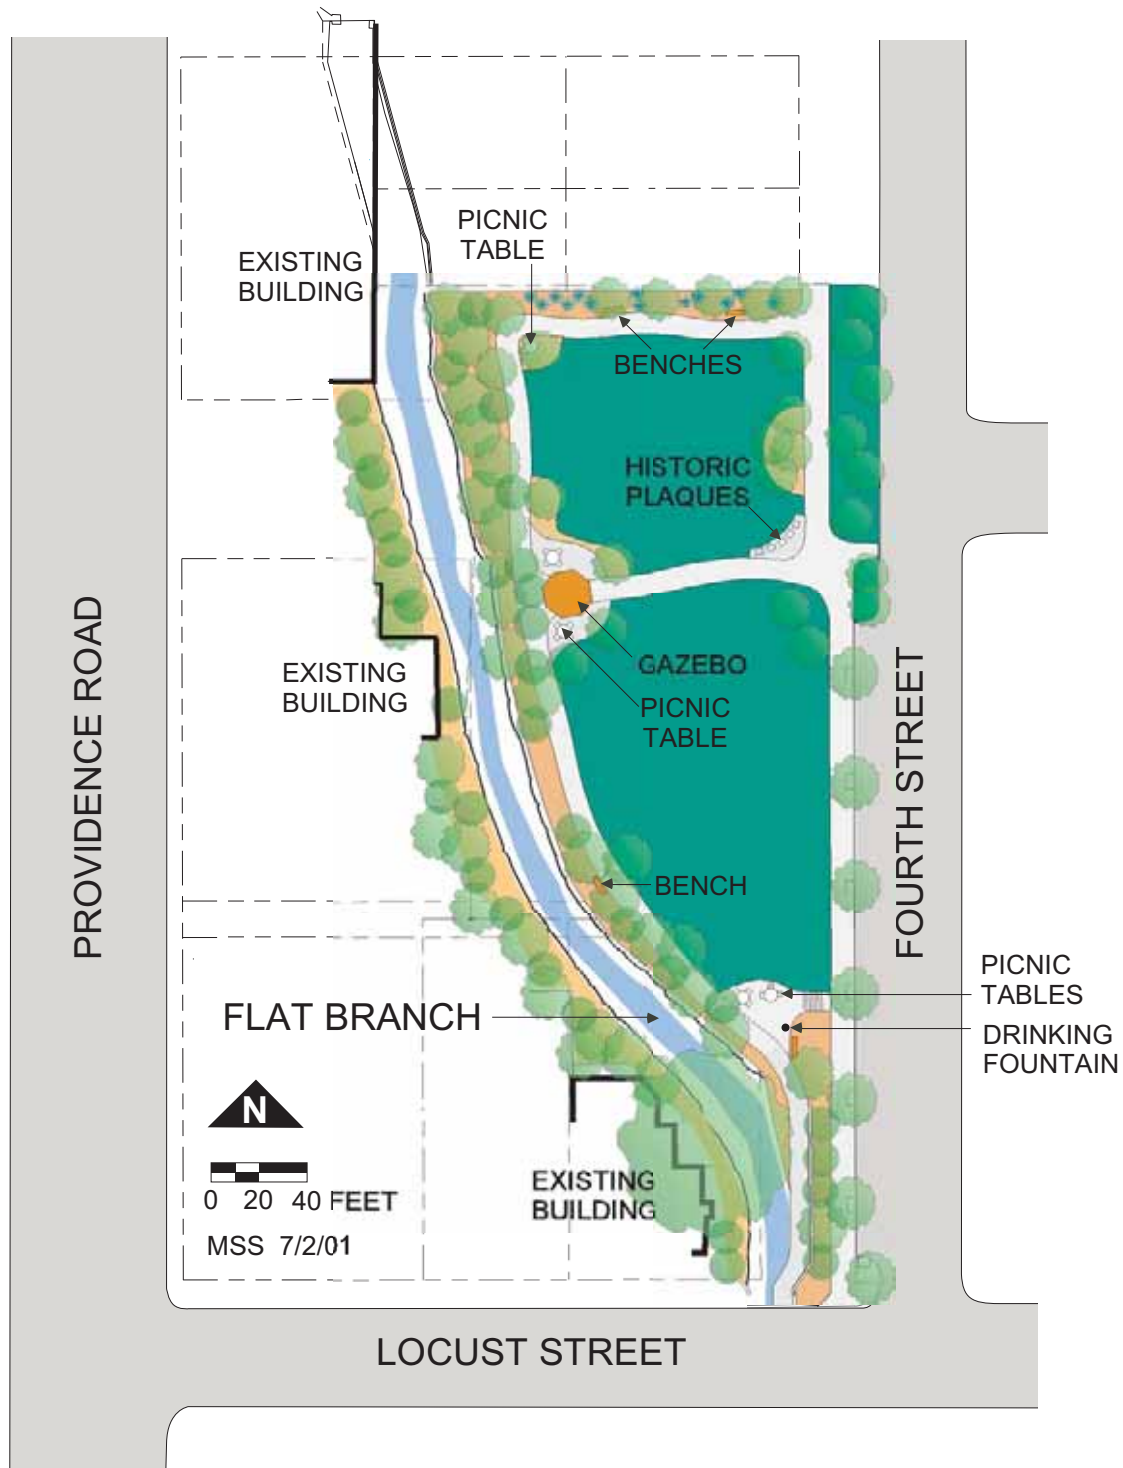 PICNIC
TABLE
EXISTING
BUILDING
BENCHES
HISTORIC
PLAQUES
PROVIDENCE ROAD
EXISTING
BUILDING
GAZEBO
PICNIC
TABLE
FOURTH STREET
BENCH
PICNIC
TABLES
FLAT BRANCH
DRINKING
FOUNTAIN
N
EXISTING
BUILDING
0 20 40 FEET
MSS 7/2/01
LOCUST STREET